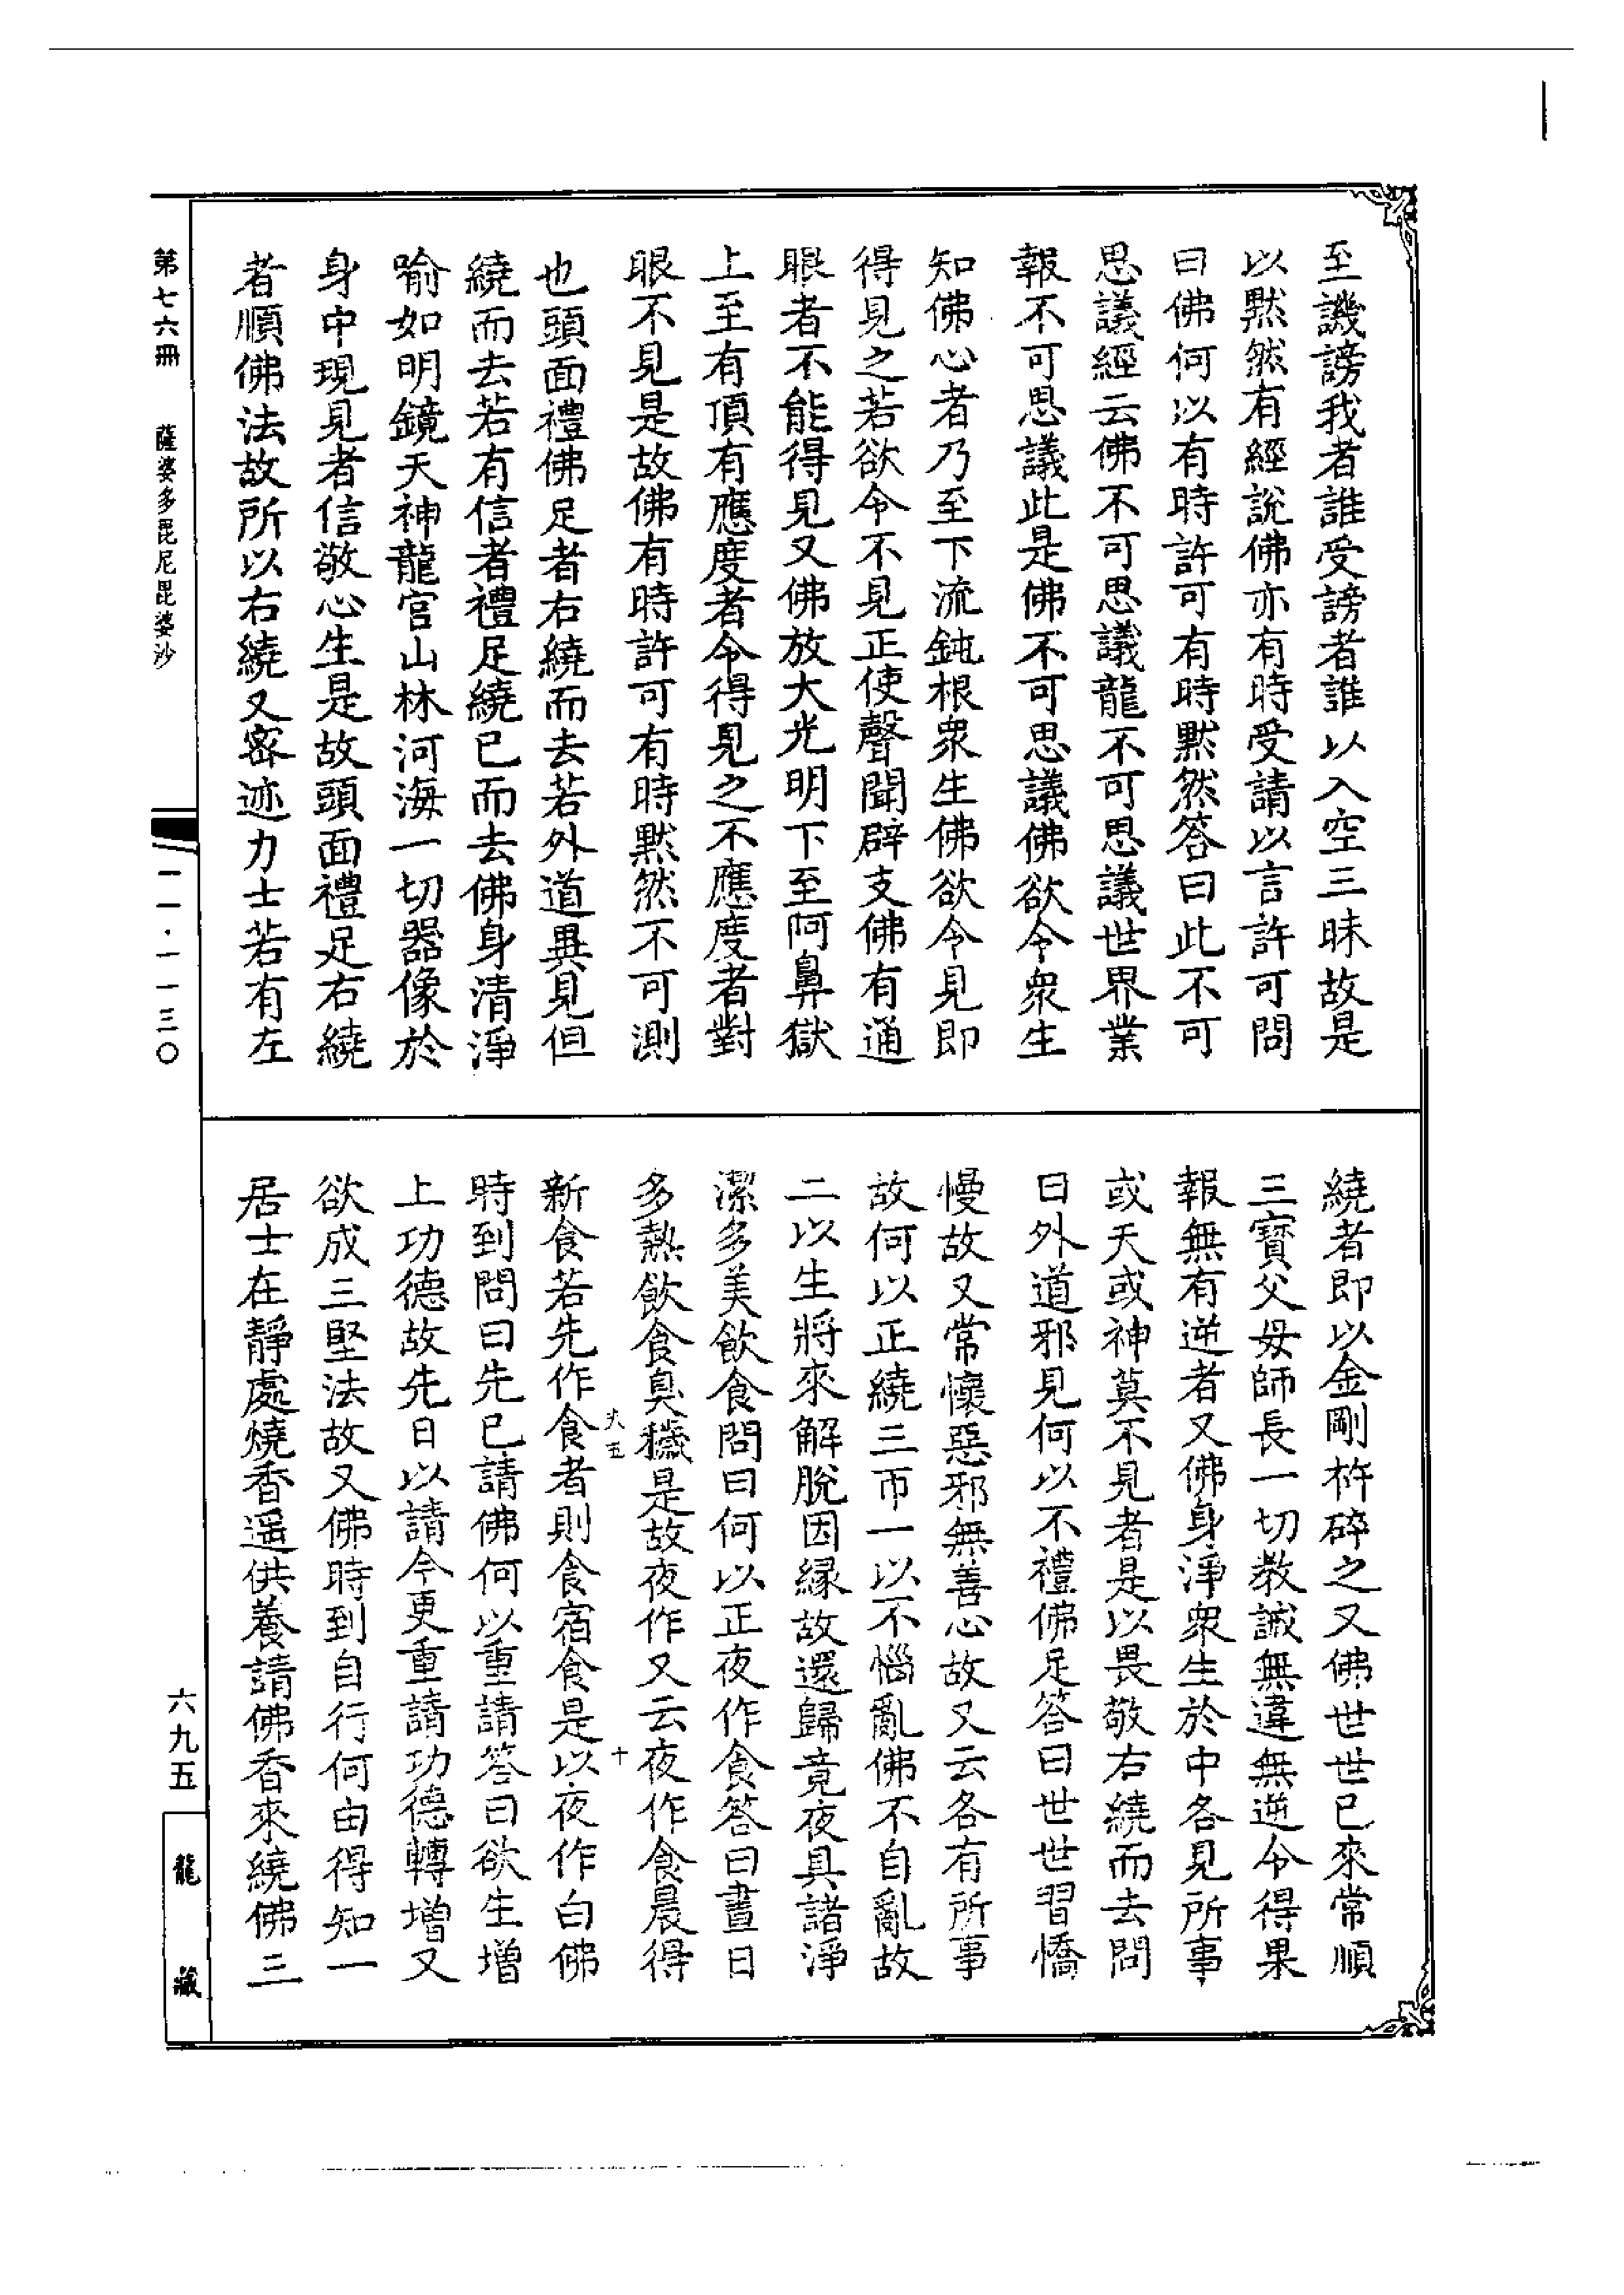 至譏謗我者誰受謗者誰以入空三昧故是
以黙然有經說佛亦有時受請以言許可問
曰佛何以有時許可有時黙然答曰此不可
思議經云佛不可思議龍不可思議世界業
報不可思議此是佛不可思議佛欲令衆生
知佛心者乃至下流鈍根衆生佛欲令見即
得見之若欲令不見正使聲聞辟支佛有通
眼者不能得見又佛放大光明下至阿鼻獄
上至有頂有應度者令得見之不應度者對
眼不見是故佛有時許可有時黙然不可測
也頭面禮佛足者右繞而去若外道異見但
繞而去若有信者禮足繞已而去佛身清淨
喻如明鏡天神龍宫山林河海一切器像於
身中現見者信敬心生是故頭面禮足右繞
者順佛法故所以右繞又密迹力士若有左
繞者即以金剛杵碎之又佛世世已來常順
三寶父母師長一切教誡無違無逆令得果
報無有逆者又佛身淨衆生於中各見所事
或天或神莫不見者是以畏敬右繞而去問
曰外道邪見何以不禮佛足答曰世世習憍
慢故又常懷惡邪無善心故又云各有所事
故何以正繞三帀一以不惱亂佛不自亂故
二以生將來解脫因縁故還歸竟夜具諸淨
潔多美飲食問曰何以正夜作食答曰晝日
多熱飲食臭穢是故夜作又云夜作食晨得
新食若先作食者則食宿食是以夜作白佛
時到問曰先已請佛何以重請答曰欲生增
上功德故先日以請今更重請功德轉增又
欲成三堅法故又佛時到自行何由得知一
居士在靜處燒香遥供養請佛香來繞佛三
第七六冊　薩婆多毘尼毘婆沙
一一·一一三〇
六九五
龍藏